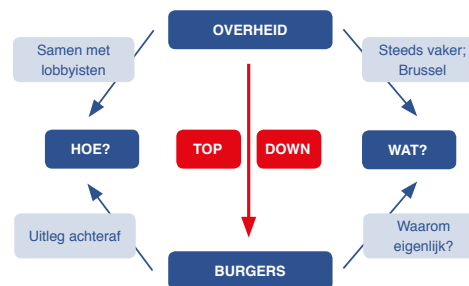 OVERHEID
Samen met
lobbyisten
Steeds vaker;
Brussel
HOE?
TOP
DOWN
WAT?
Uitleg achteraf
Waarom
eigenlijk?
BURGERS